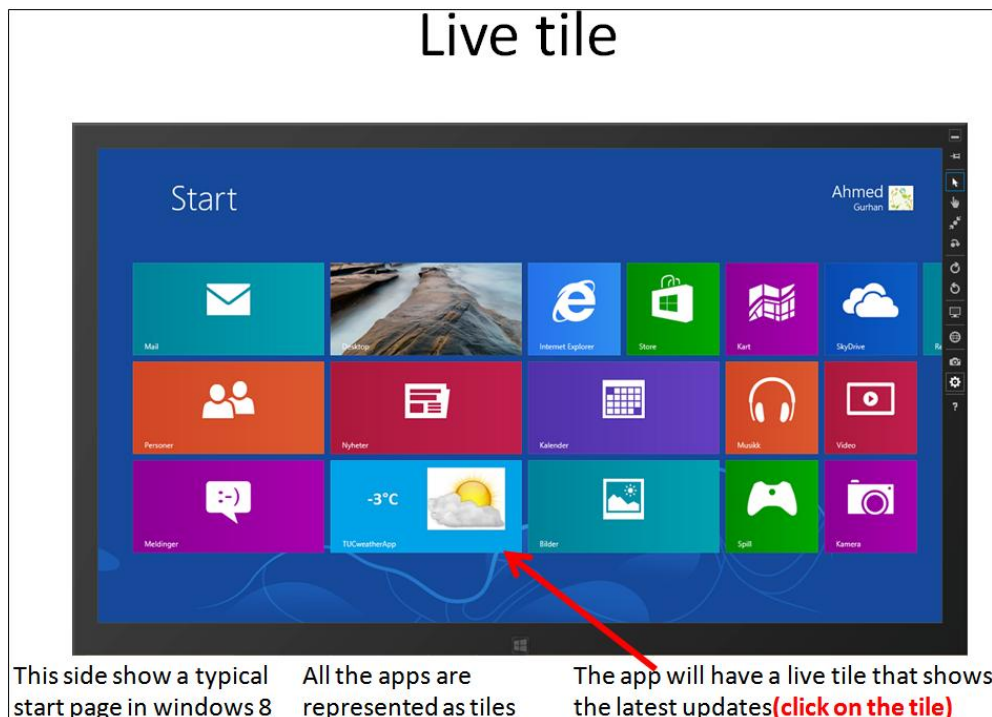 Live tile
Start
Ahmed
Gurhan
Mail
Desktop
Internet Explorer
Store
Kart
SkyDrive
Personer
Nyheter
Kalender
Musikk
Video
:-)
Meldinger
-3°C
TUCweatherApp
Bilder
Spill
Kamera
?
This side show a typical
start page in windows 8
All the apps are
represented as tiles
The app will have a live tile that shows
the latest updates(click on the tile)